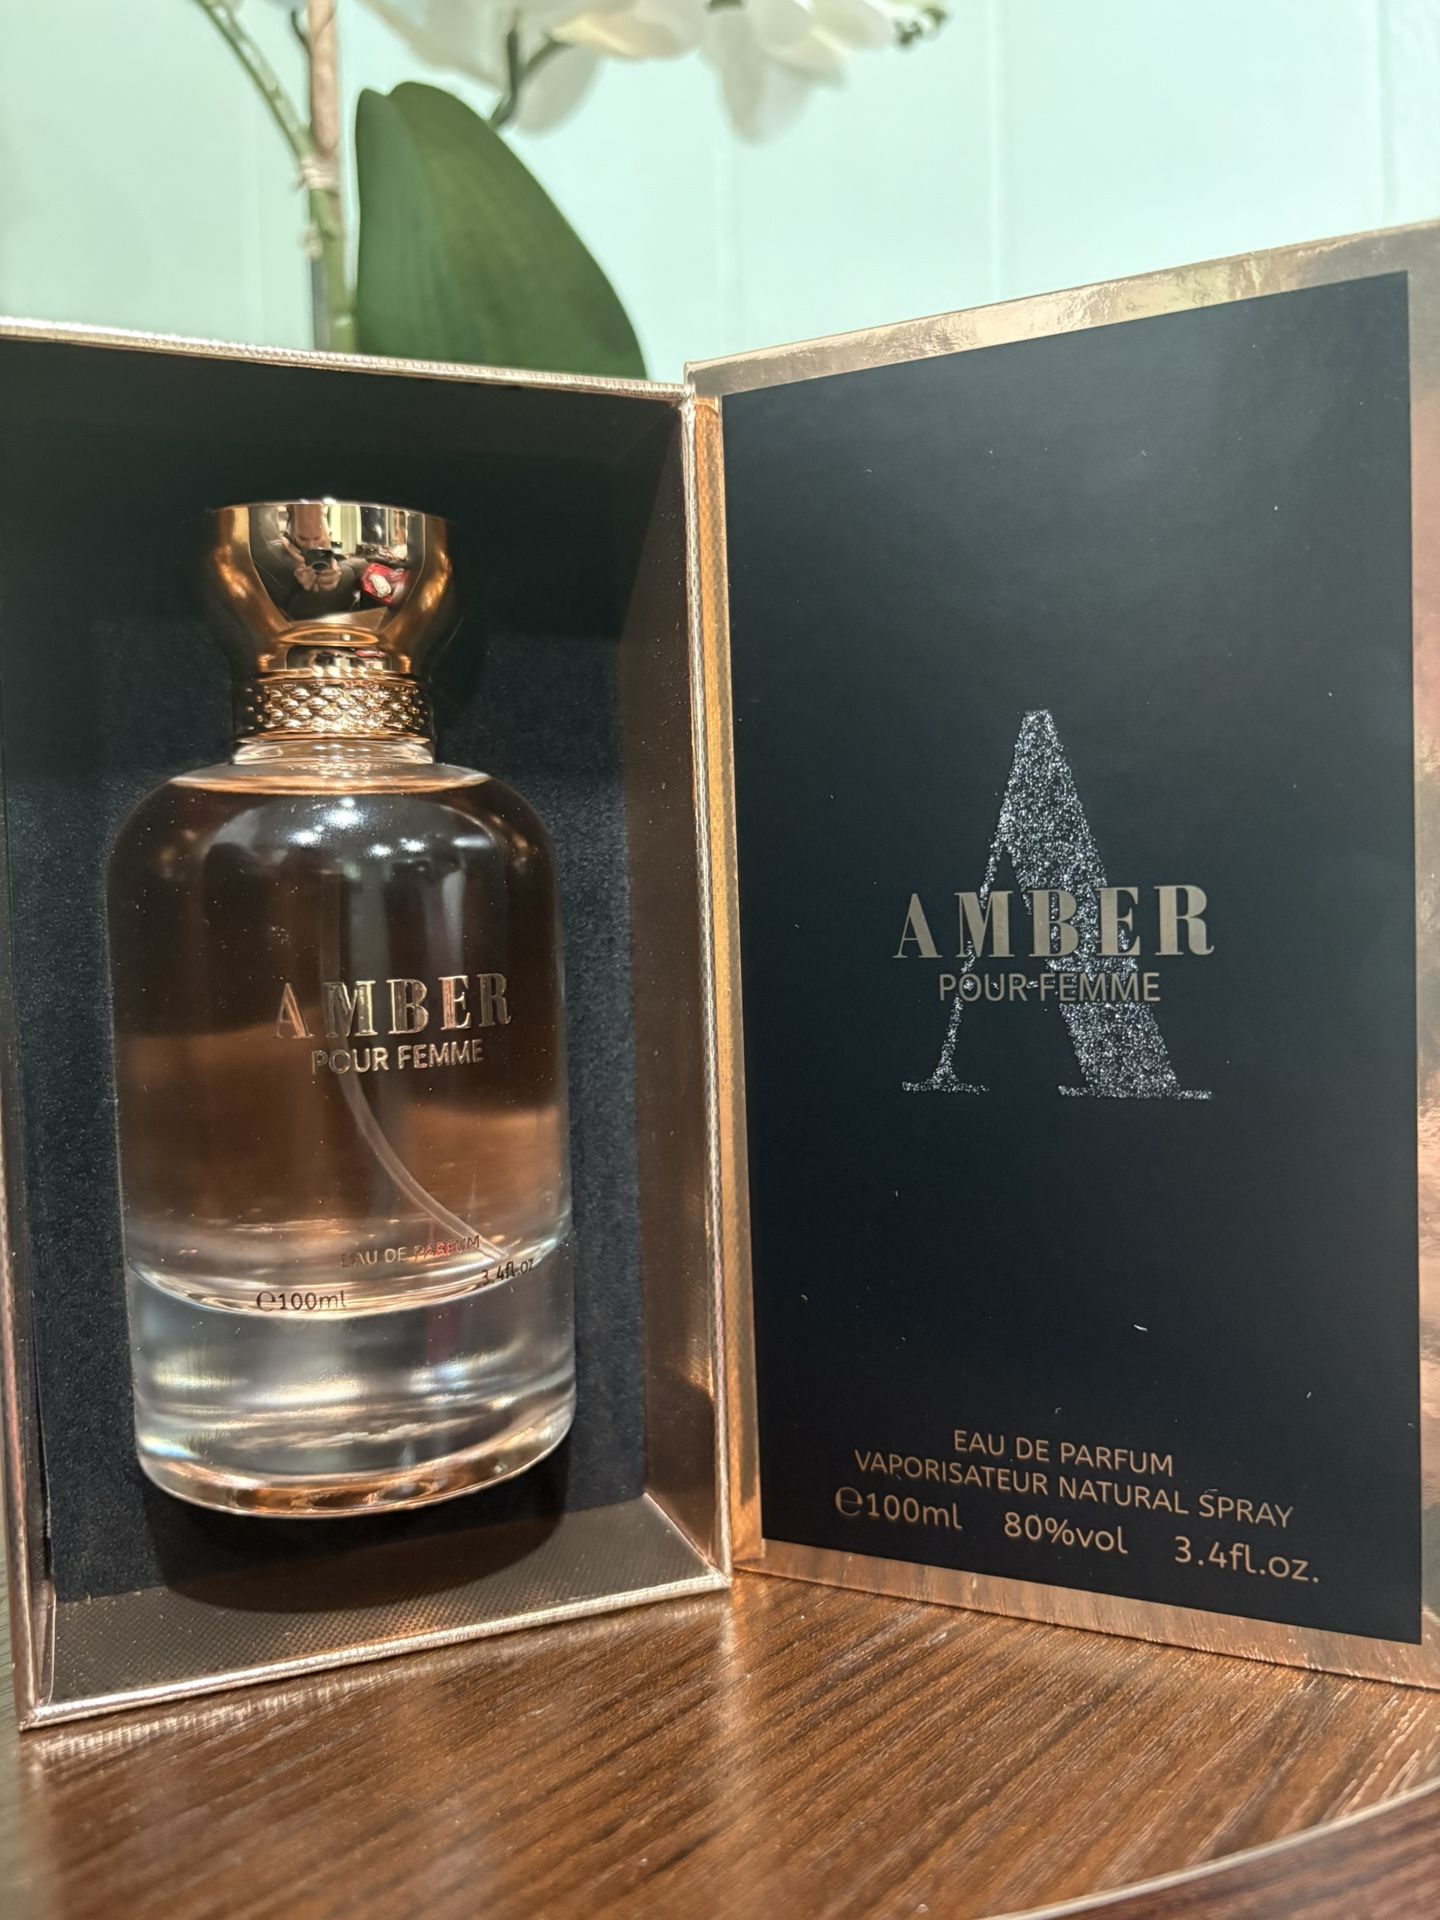 AMBER
POUR FEMME
EAU DE PARFUM
℮100ml 3.4fl.oz
A
AMBER
POUR FEMME
EAU DE PARFUM
VAPORISATEUR NATURAL SPRAY
℮100ml 80%vol 3.4fl.oz.